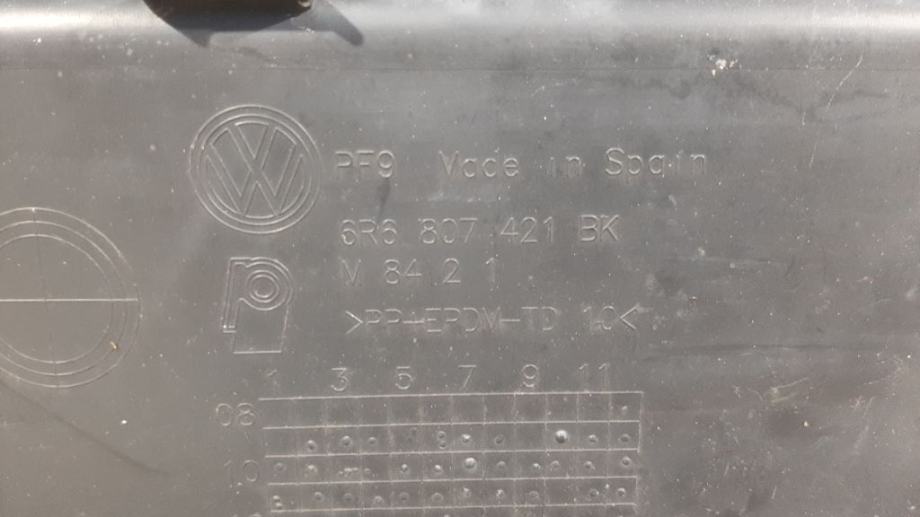 VW PF9 Made in Spain
6R6 807 421 BK
M 84 2 1
>PP-EPDM-TD 10<
1 3 5 7 9 11
08
10